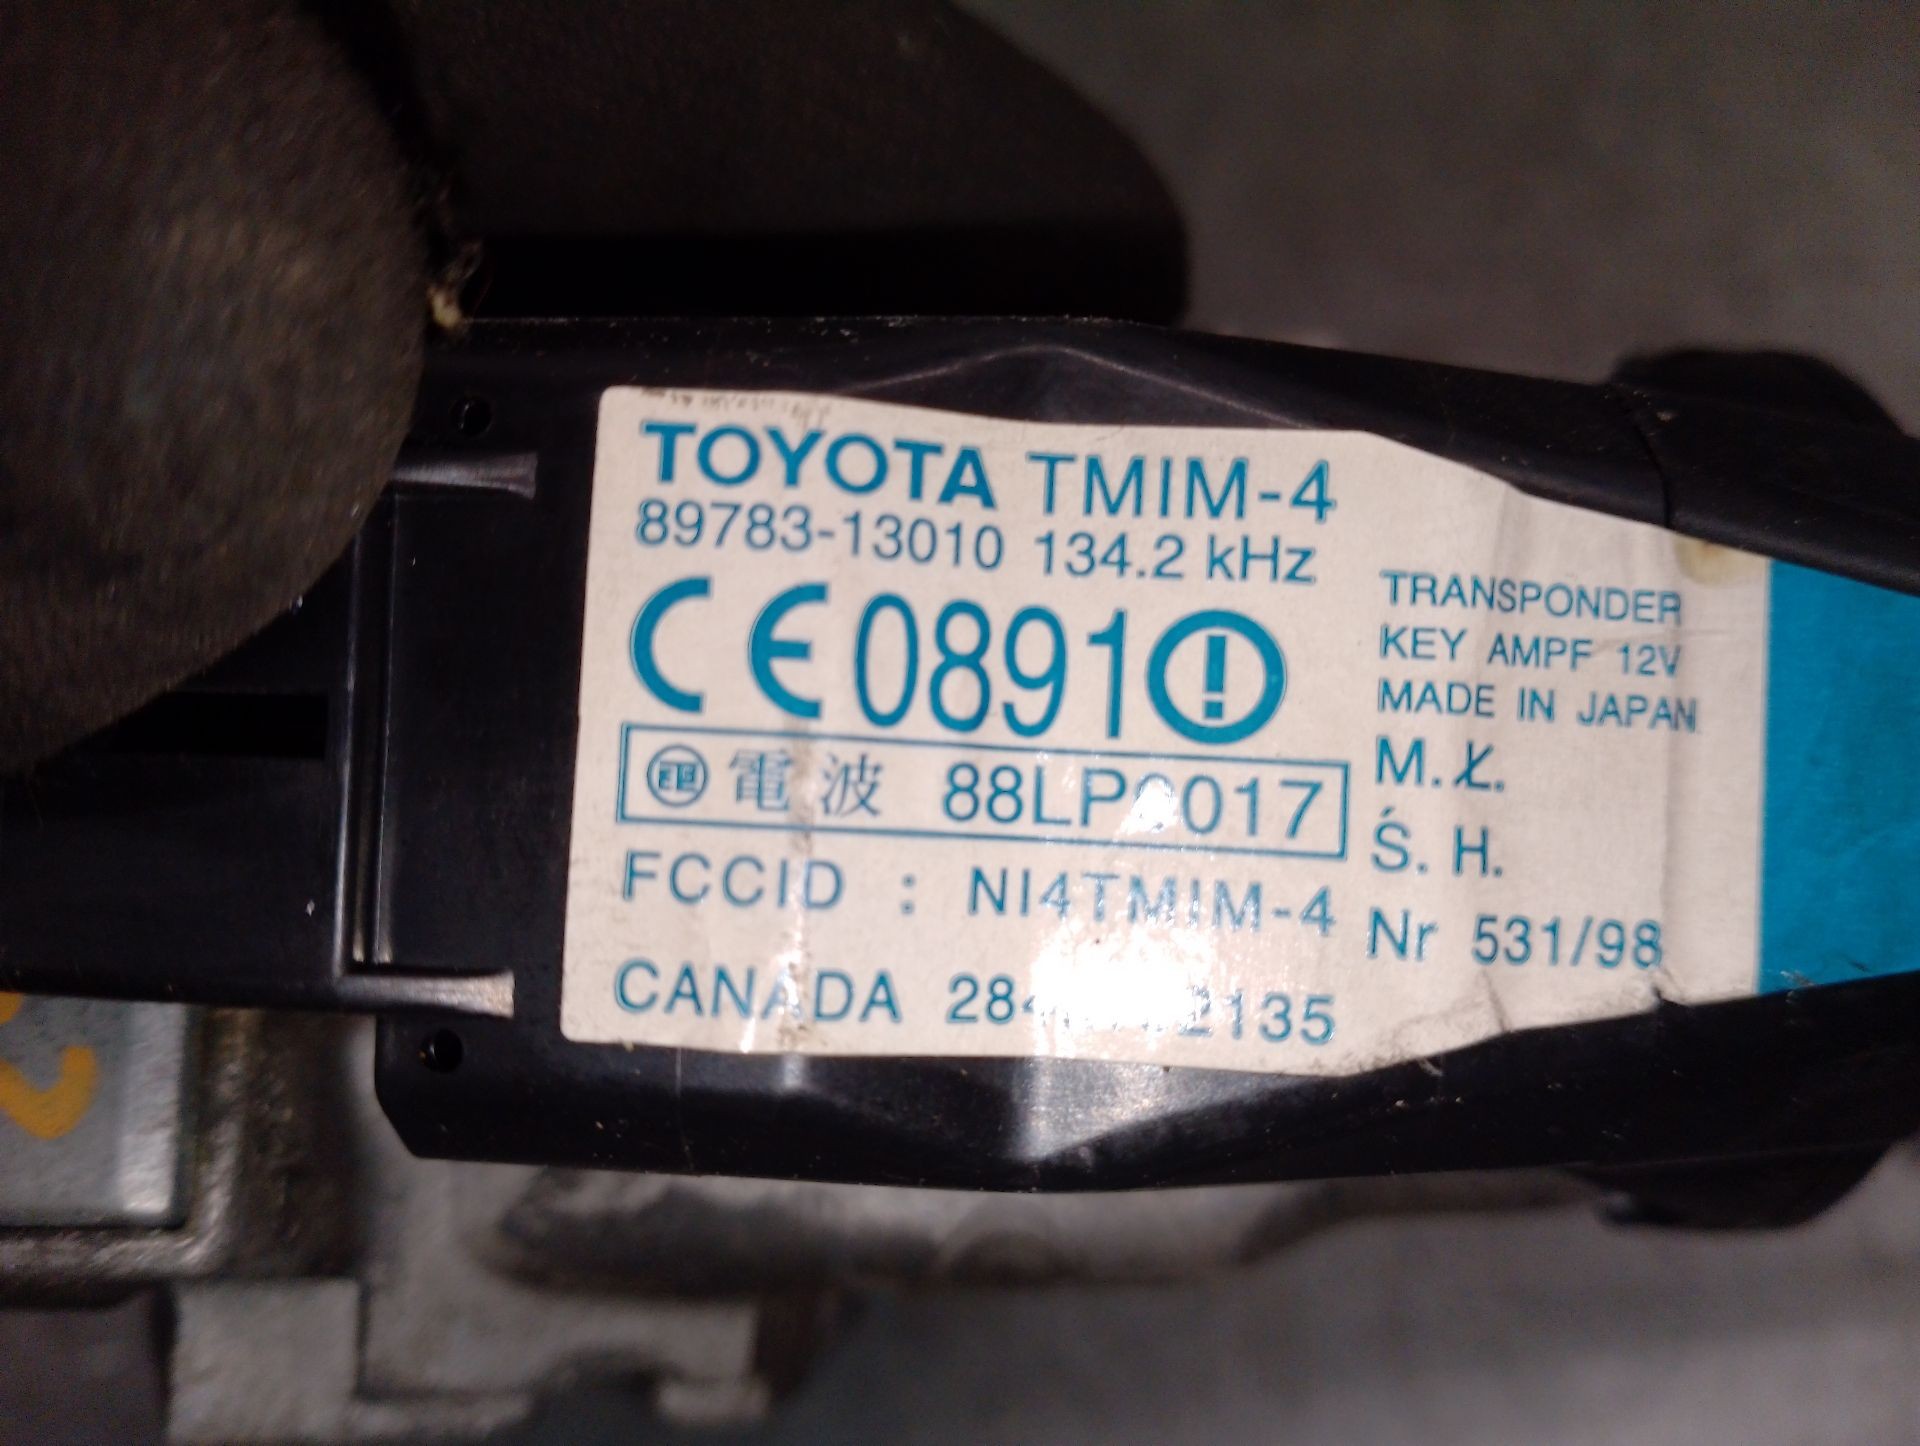 TOYOTA TMIM-4
89783-13010 134.2 kHz
CE0891
電波
FCCID : NI4TMIM-4
CANADA
TRANSPONDER
KEY AMPF 12V
MADE IN JAPAN
M. Ł.
Ś. H.
Nr 531/98